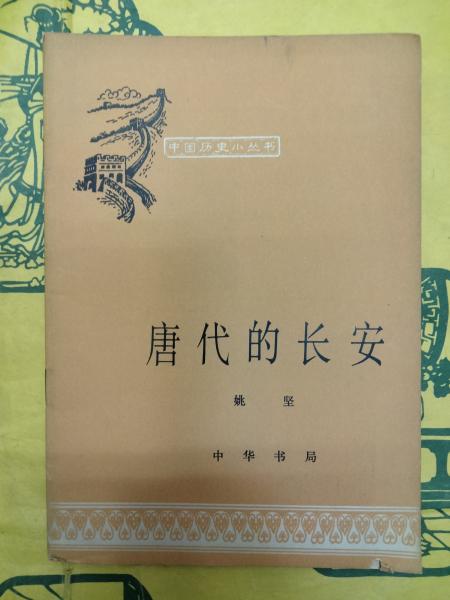 中国历史小丛书
唐代的长安
姚坚
中华书局